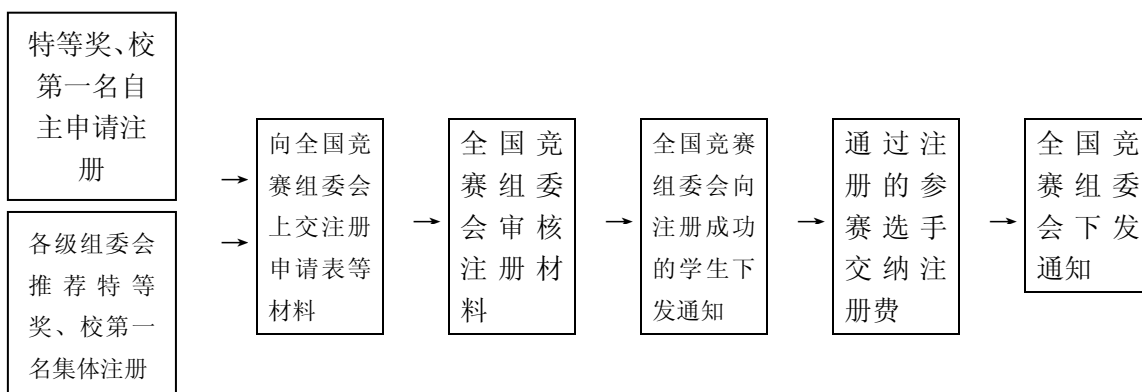 特等奖、校
第一名自
主申请注
册
各级组委会
推荐特等
奖、校第一
名集体注册
向全国竞
赛组委会
上交注册
申请表等
材料
全国竞
赛组委
会审核
注册材
料
全国竞赛
组委会向
注册成功
的学生下
发通知
通过注
册的参
赛选手
交纳注
册费
全国竞
赛组委
会下发
通知